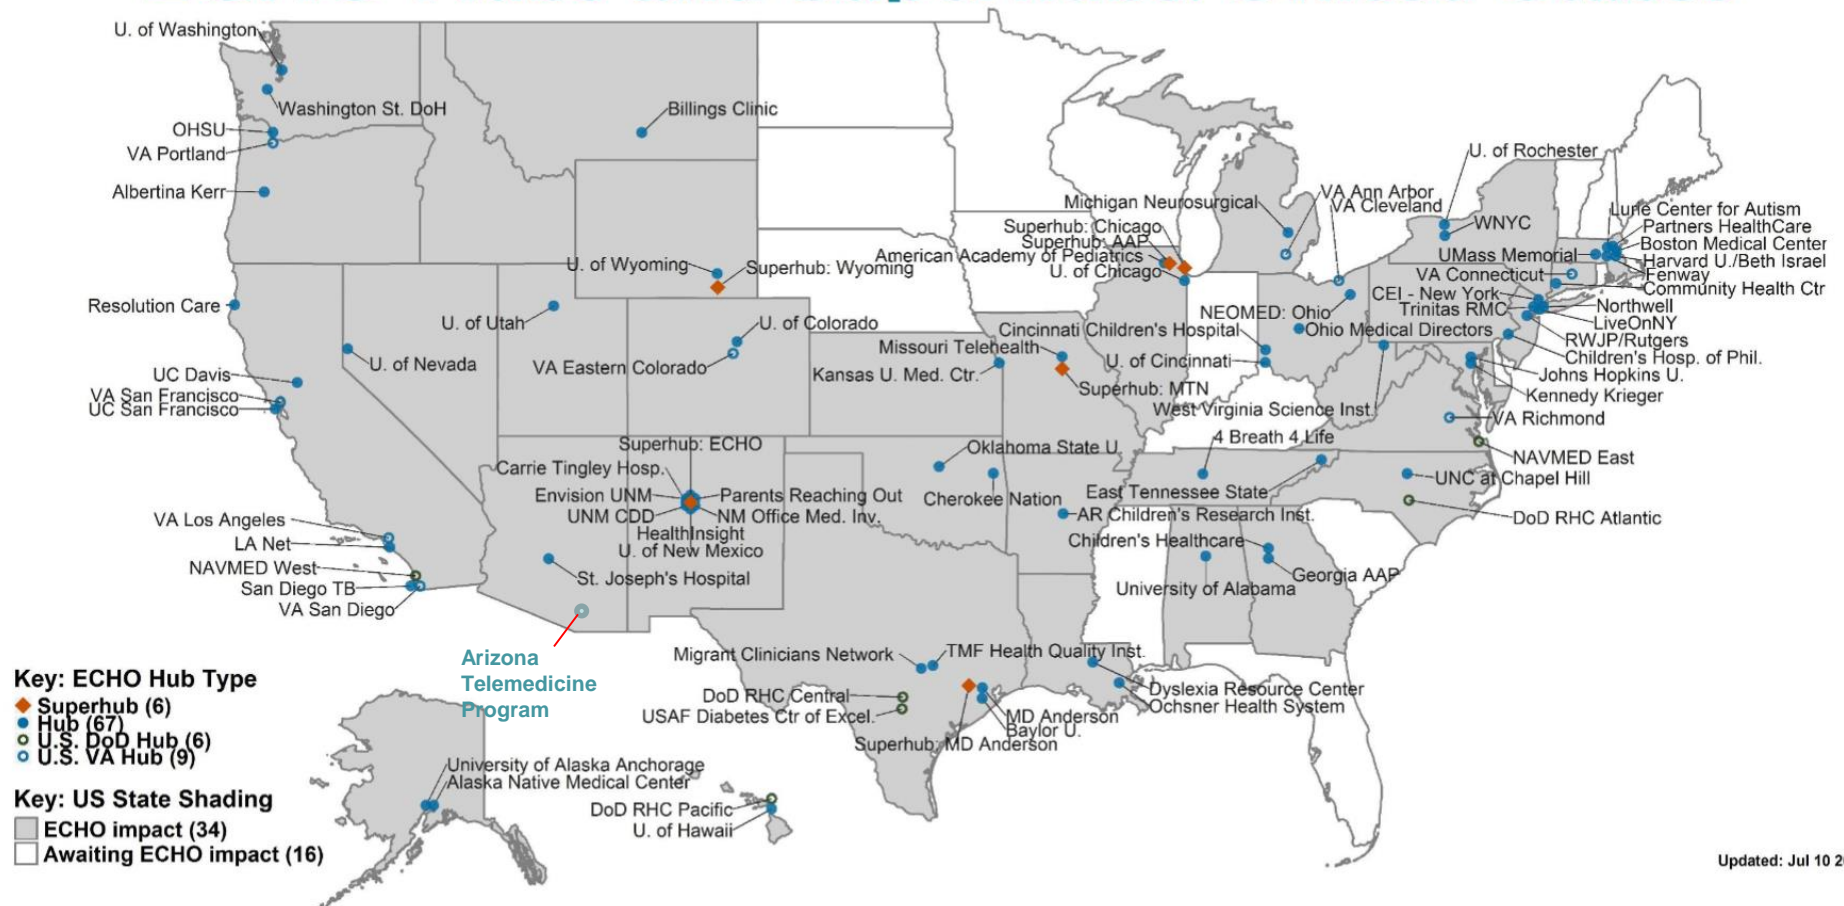 U. of Washington
Washington St. DoH
OHSU
VA Portland
Albertina Kerr
Billings Clinic
U. of Wyoming
Superhub: Wyoming
Resolution Care
U. of Utah
U. of Nevada
U. of Colorado
VA Eastern Colorado
UC Davis
VA San Francisco
UC San Francisco
VA Los Angeles
LA Net
NAVMED West
San Diego TB
VA San Diego
Superhub: ECHO
Carrie Tingley Hosp.
Envision UNM
Parents Reaching Out
UNM CDD
NM Office Med. Inv.
HealthInsight
U. of New Mexico
St. Joseph's Hospital
Arizona
Telemedicine
Program
Michigan Neurosurgical
VA Ann Arbor
VA Cleveland
Superhub: Chicago
Superhub: AAP
American Academy of Pediatrics
U. of Chicago
NEOMED: Ohio
Ohio Medical Directors
Cincinnati Children's Hospital
U. of Cincinnati
Missouri Telehealth
Kansas U. Med. Ctr.
Superhub: MTN
West Virginia Science Inst.
4 Breath 4 Life
East Tennessee State
Oklahoma State U.
Cherokee Nation
AR Children's Research Inst.
Children's Healthcare
Georgia AAP
University of Alabama
U. of Rochester
WNYC
Lurie Center for Autism
Partners HealthCare
Boston Medical Center
UMass Memorial
Harvard U./Beth Israel
Fenway
VA Connecticut
Community Health Ctr
CEI - New York
Northwell
Trinitas RMC
LiveOnNY
RWJP/Rutgers
Children's Hosp. of Phil.
Johns Hopkins U.
Kennedy Krieger
VA Richmond
NAVMED East
UNC at Chapel Hill
DoD RHC Atlantic
Migrant Clinicians Network
TMF Health Quality Inst.
DoD RHC Central
USAF Diabetes Ctr of Excel.
MD Anderson
Baylor U.
Superhub: MD Anderson
Dyslexia Resource Center
Ochsner Health System
University of Alaska Anchorage
Alaska Native Medical Center
DoD RHC Pacific
U. of Hawaii
Key: ECHO Hub Type
Superhub (6)
Hub (67)
U.S. DoD Hub (6)
U.S. VA Hub (9)
Key: US State Shading
ECHO impact (34)
Awaiting ECHO impact (16)
Updated: Jul 10